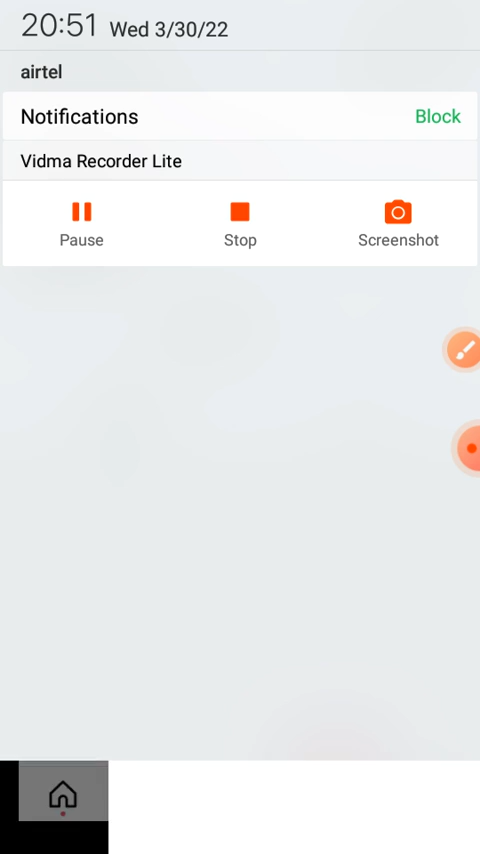 20:51 Wed 3/30/22
airtel
Notifications Block
Vidma Recorder Lite
Pause Stop Screenshot